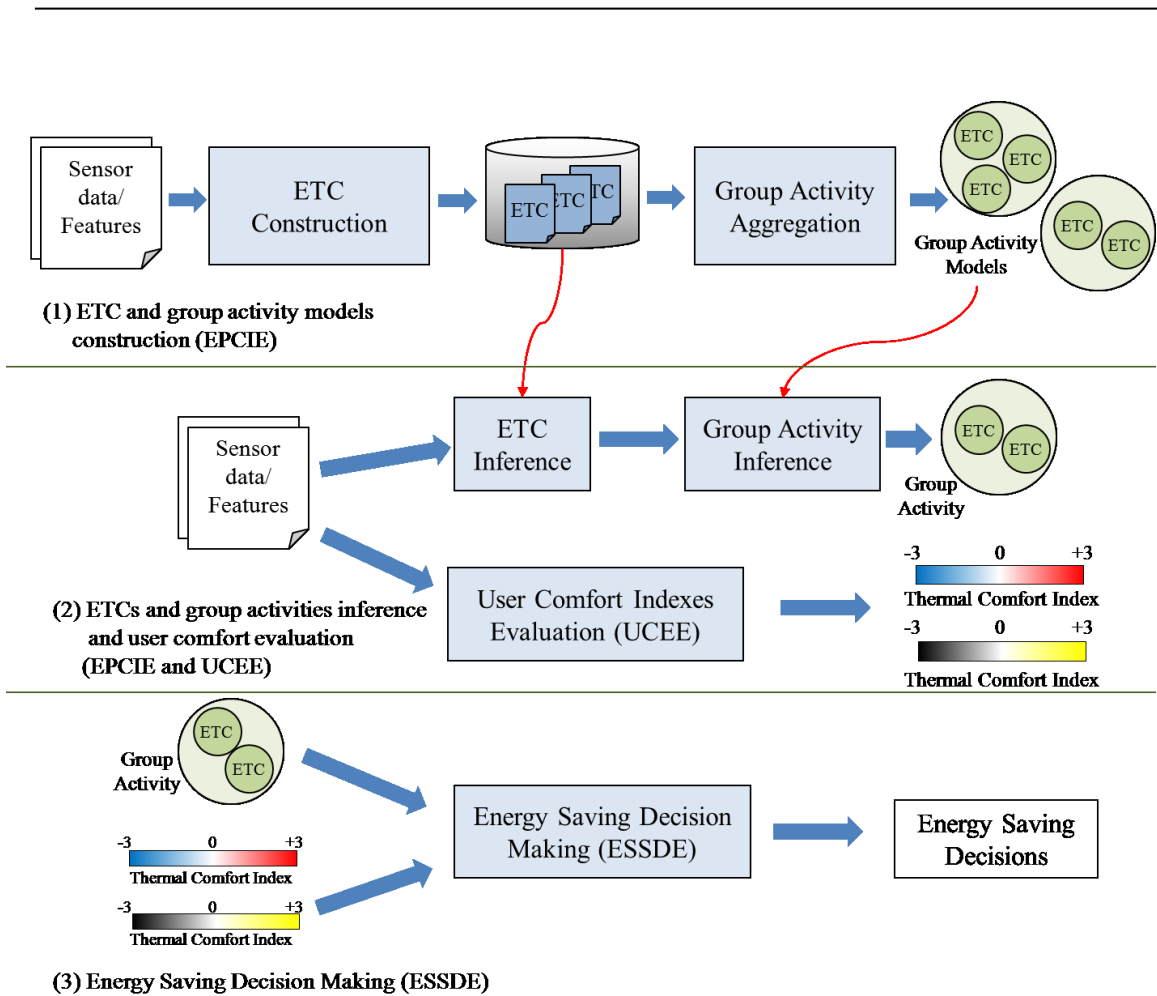 Sensor
data/
Features
ETC
Construction
ETC
ETC
ETC
Group Activity
Aggregation
ETC
ETC
ETC
ETC
ETC
Group Activity
Models
(1) ETC and group activity models
construction (EPCIE)
Sensor
data/
Features
ETC
Inference
Group Activity
Inference
ETC
ETC
Group
Activity
User Comfort Indexes
Evaluation (UCEE)
-3 0 +3
Thermal Comfort Index
-3 0 +3
Thermal Comfort Index
(2) ETCs and group activities inference
and user comfort evaluation
(EPCIE and UCEE)
ETC
ETC
Group
Activity
-3 0 +3
Thermal Comfort Index
-3 0 +3
Thermal Comfort Index
Energy Saving Decision
Making (ESSDE)
Energy Saving
Decisions
(3) Energy Saving Decision Making (ESSDE)